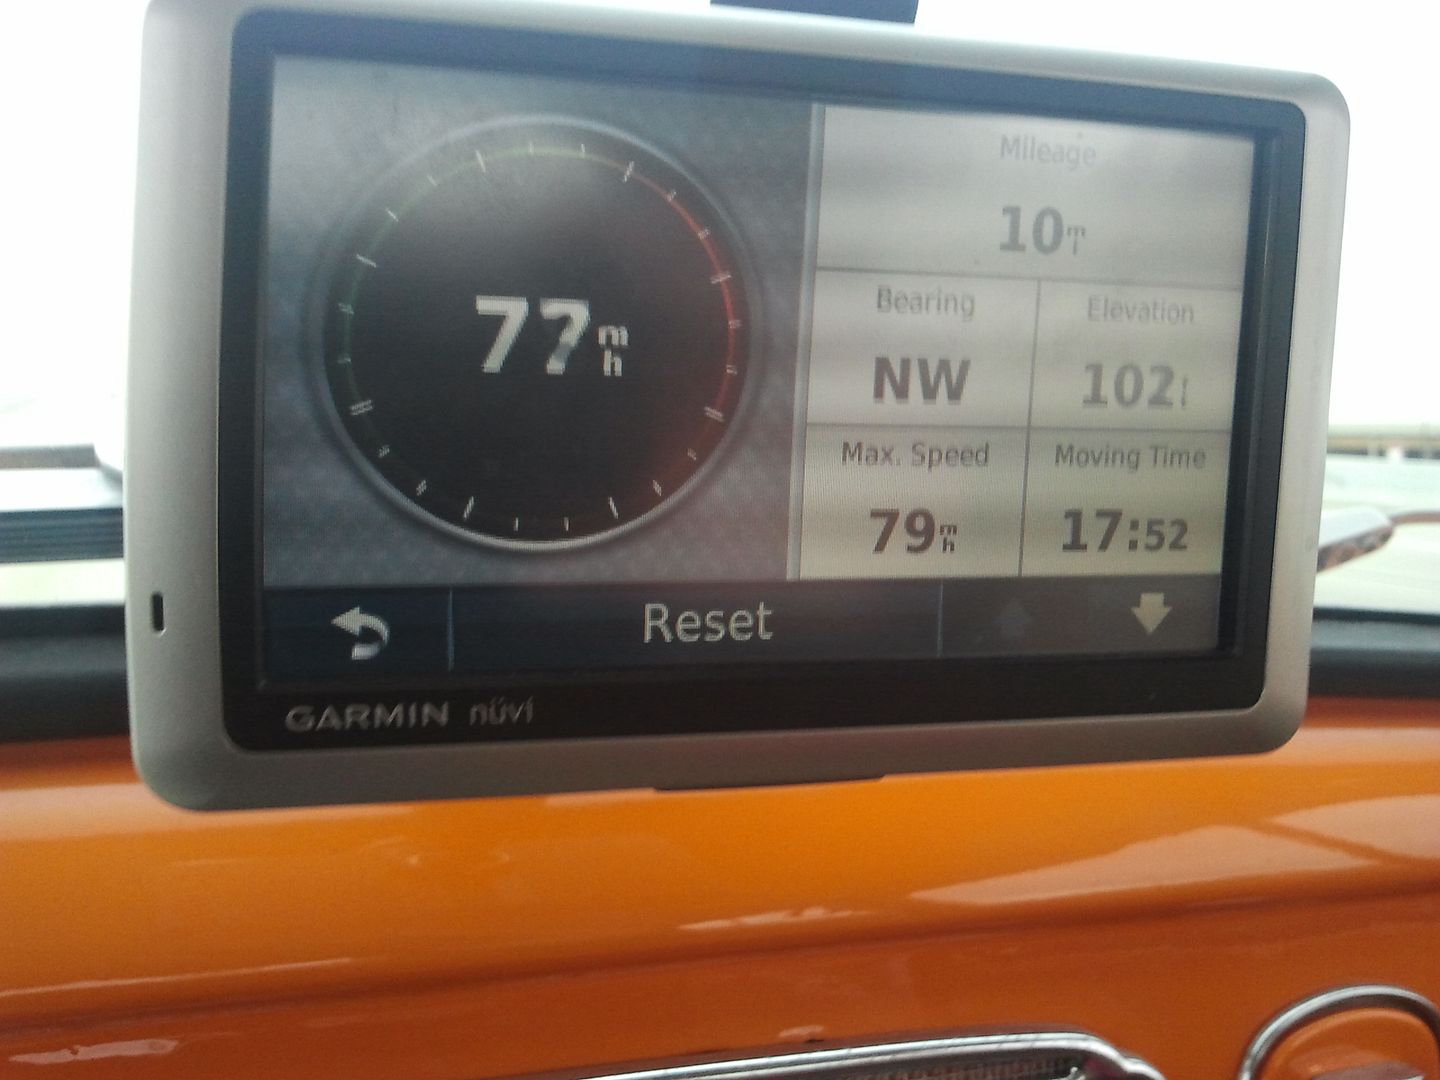 Mileage
10 m i
77 m h
Bearing
Elevation
NW
102
Max. Speed
Moving Time
79 m h
17:52
Reset
GARMIN nüvi